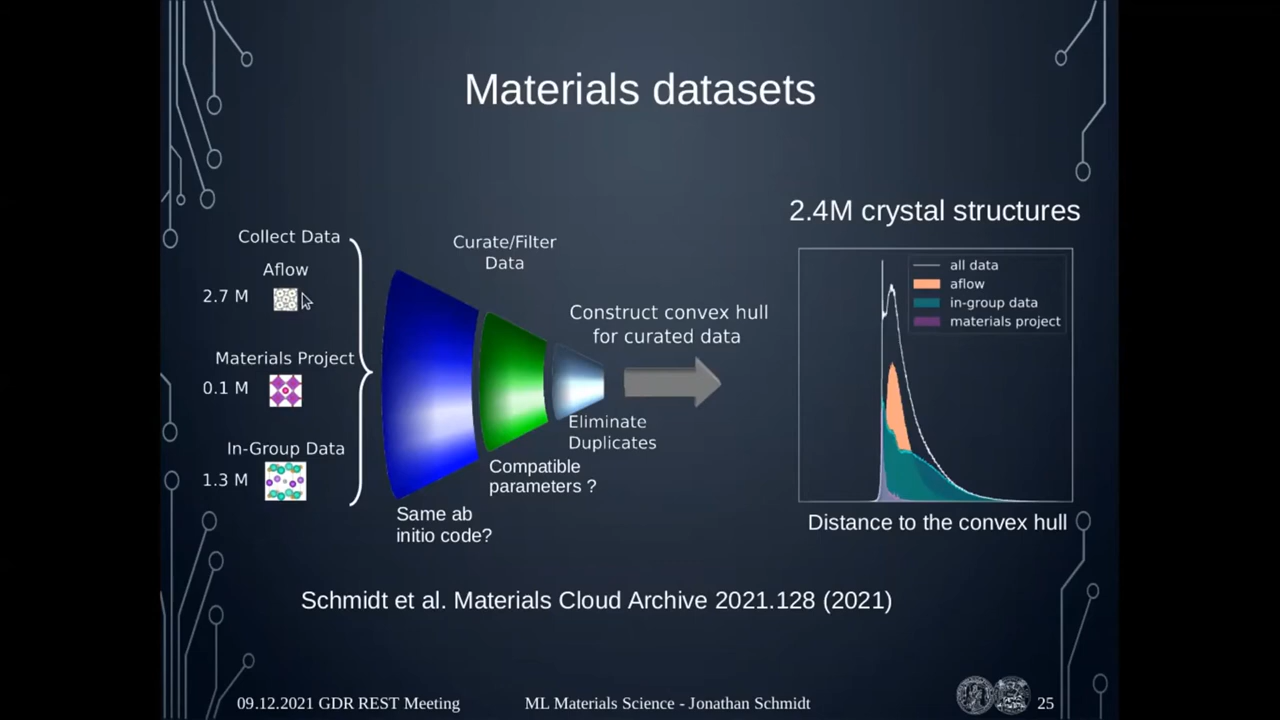 Materials datasets
Collect Data
Aflow
2.7 M
Materials Project
0.1 M
In-Group Data
1.3 M
Curate/Filter
Data
Same ab
initio code?
Compatible
parameters ?
Eliminate
Duplicates
Construct convex hull
for curated data
2.4M crystal structures
all data
aflow
in-group data
materials project
Distance to the convex hull
Schmidt et al. Materials Cloud Archive 2021.128 (2021)
09.12.2021 GDR REST Meeting
ML Materials Science - Jonathan Schmidt
25